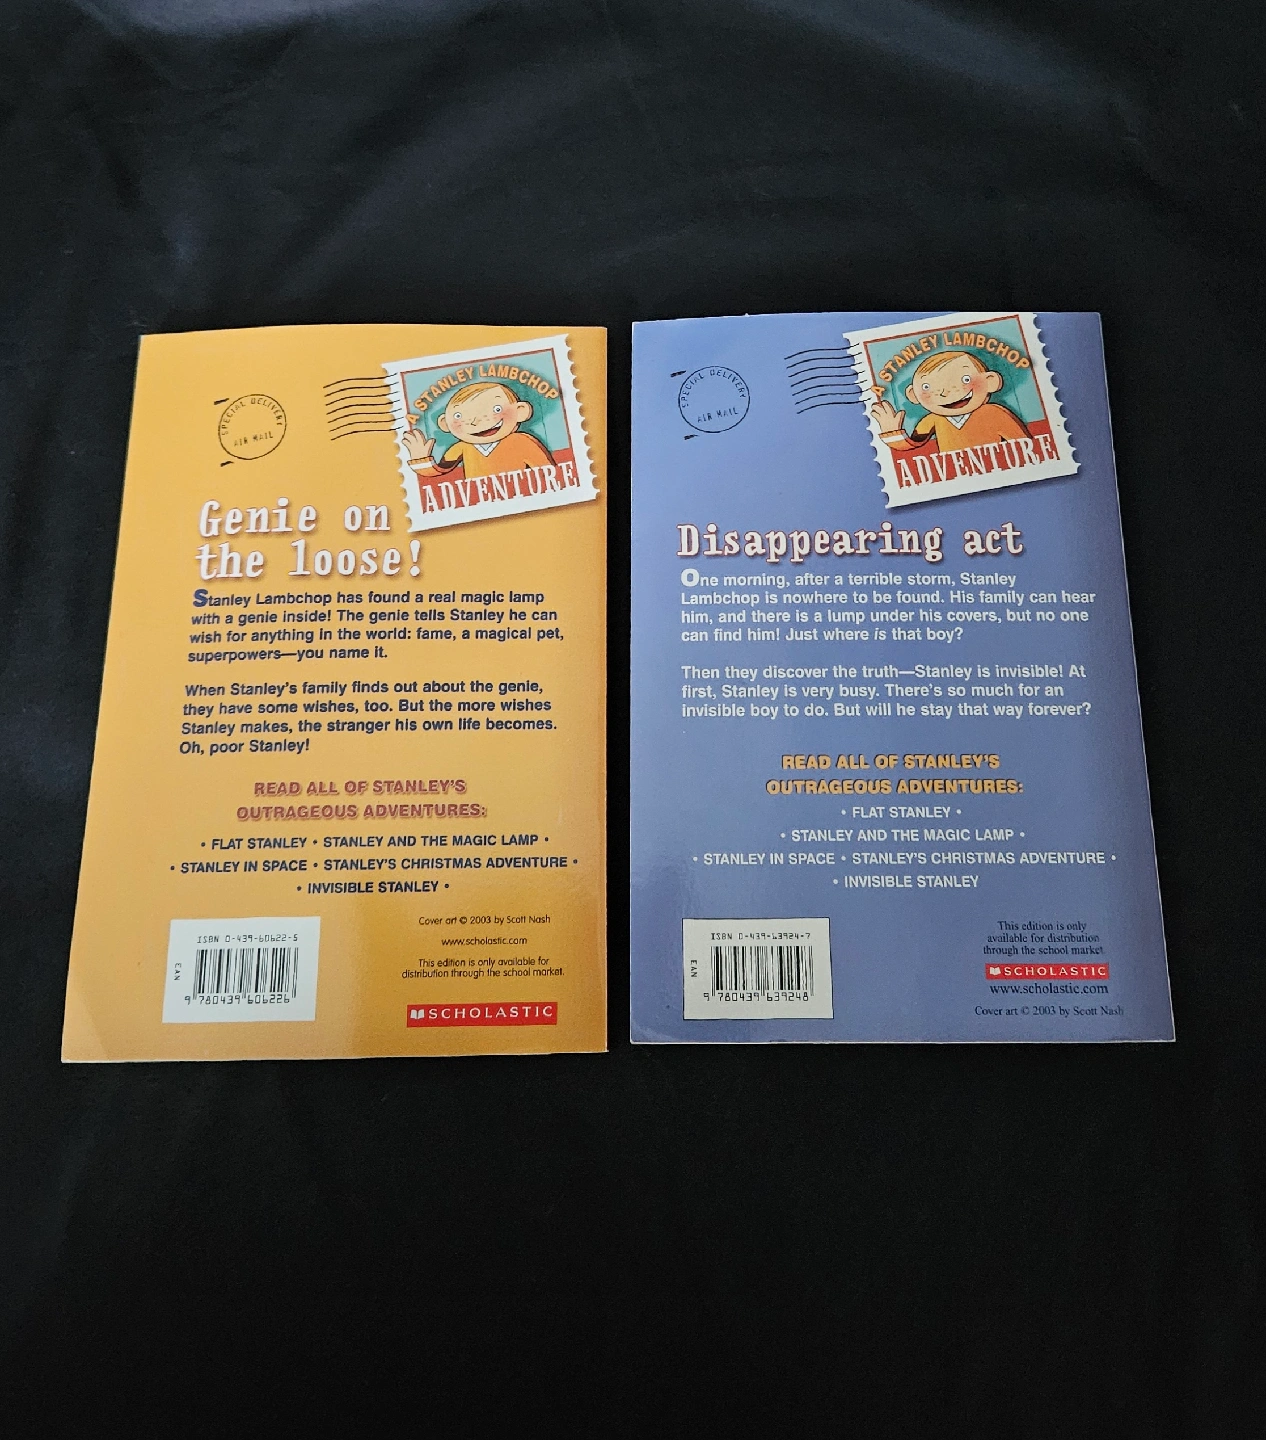 SPECIAL DELIVERY
AIR MAIL
A STANLEY LAMBCHOP
ADVENTURE
Genie on
the loose!
Stanley Lambchop has found a real magic lamp
with a genie inside! The genie tells Stanley he can
wish for anything in the world: fame, a magical pet,
superpowers—you name it.
When Stanley's family finds out about the genie,
they have some wishes, too. But the more wishes
Stanley makes, the stranger his own life becomes.
Oh, poor Stanley!
READ ALL OF STANLEY'S
OUTRAGEOUS ADVENTURES:
• FLAT STANLEY • STANLEY AND THE MAGIC LAMP •
• STANLEY IN SPACE • STANLEY'S CHRISTMAS ADVENTURE •
• INVISIBLE STANLEY •
ISBN 0-439-60622-5
EAN
9 780439 606226
Cover art © 2003 by Scott Nash
www.scholastic.com
This edition is only available for
distribution through the school market.
SCHOLASTIC
SPECIAL DELIVERY
AIR MAIL
A STANLEY LAMBCHOP
ADVENTURE
Disappearing act
One morning, after a terrible storm, Stanley
Lambchop is nowhere to be found. His family can hear
him, and there is a lump under his covers, but no one
can find him! Just where is that boy?
Then they discover the truth—Stanley is invisible! At
first, Stanley is very busy. There's so much for an
invisible boy to do. But will he stay that way forever?
READ ALL OF STANLEY'S
OUTRAGEOUS ADVENTURES:
• FLAT STANLEY •
• STANLEY AND THE MAGIC LAMP •
• STANLEY IN SPACE • STANLEY'S CHRISTMAS ADVENTURE •
• INVISIBLE STANLEY
ISBN 0-439-63924-7
EAN
9 780439 639248
This edition is only
available for distribution
through the school market.
SCHOLASTIC
www.scholastic.com
Cover art © 2003 by Scott Nash